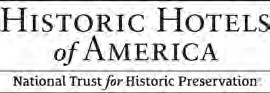 HISTORIC HOTELS
of AMERICA
National Trust for Historic Preservation